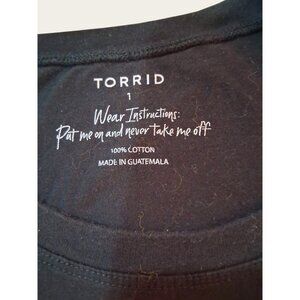 TORRID
1
Wear Instructions:
Put me on and never take me off
100% COTTON
MADE IN GUATEMALA